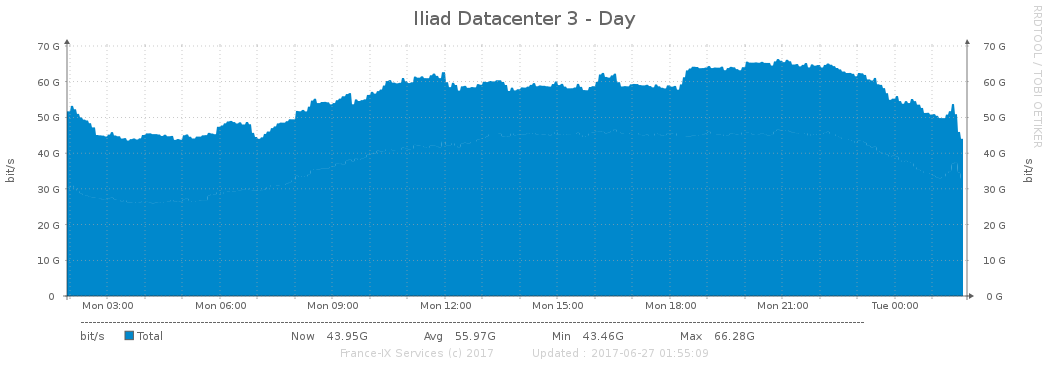 Iliad Datacenter 3 - Day
RRDTOOL / TOBI OETIKER
70 G 70 G
60 G 60 G
50 G 50 G
40 G 40 G
30 G 30 G
20 G 20 G
10 G 10 G
0 0 G
bit/s bit/s
Mon 03:00 Mon 06:00 Mon 09:00 Mon 12:00 Mon 15:00 Mon 18:00 Mon 21:00 Tue 00:00
bit/s Total Now 43.95G Avg 55.97G Min 43.46G Max 66.28G
France-IX Services (c) 2017 Updated : 2017-06-27 01:55:09